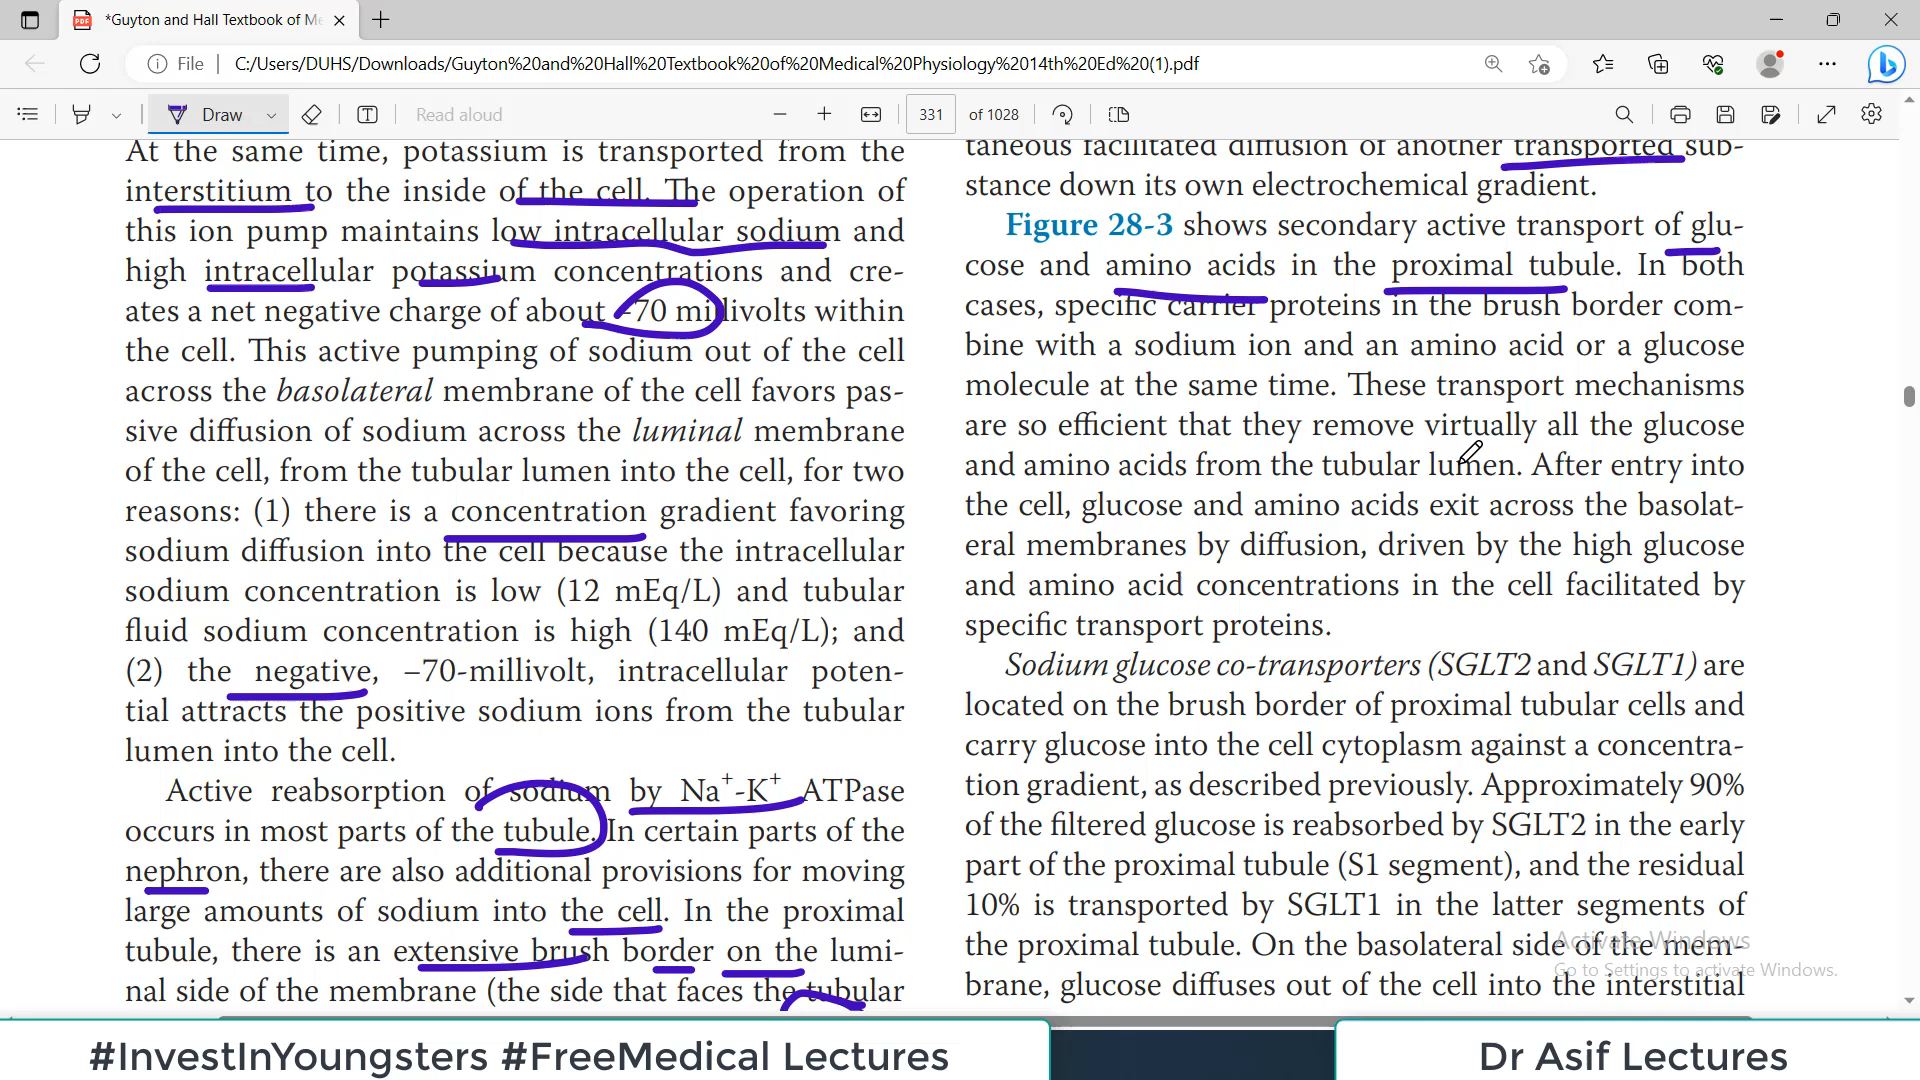 *Guyton and Hall Textbook of Me
File
C:/Users/DUHS/Downloads/Guyton%20and%20Hall%20Textbook%20of%20Medical%20Physiology%2014th%20Ed%20(1).pdf
Draw
Read aloud
331 of 1028
At the same time, potassium is transported from the
interstitium to the inside of the cell. The operation of
this ion pump maintains low intracellular sodium and
high intracellular potassium concentrations and cre-
ates a net negative charge of about −70 millivolts within
the cell. This active pumping of sodium out of the cell
across the basolateral membrane of the cell favors pas-
sive diffusion of sodium across the luminal membrane
of the cell, from the tubular lumen into the cell, for two
reasons: (1) there is a concentration gradient favoring
sodium diffusion into the cell because the intracellular
sodium concentration is low (12 mEq/L) and tubular
fluid sodium concentration is high (140 mEq/L); and
(2) the negative, −70-millivolt, intracellular poten-
tial attracts the positive sodium ions from the tubular
lumen into the cell.
Active reabsorption of sodium by Na+-K+ ATPase
occurs in most parts of the tubule. In certain parts of the
nephron, there are also additional provisions for moving
large amounts of sodium into the cell. In the proximal
tubule, there is an extensive brush border on the lumi-
nal side of the membrane (the side that faces the tubular
taneous facilitated diffusion of another transported sub-
stance down its own electrochemical gradient.
Figure 28-3 shows secondary active transport of glu-
cose and amino acids in the proximal tubule. In both
cases, specific carrier proteins in the brush border com-
bine with a sodium ion and an amino acid or a glucose
molecule at the same time. These transport mechanisms
are so efficient that they remove virtually all the glucose
and amino acids from the tubular lumen. After entry into
the cell, glucose and amino acids exit across the basolat-
eral membranes by diffusion, driven by the high glucose
and amino acid concentrations in the cell facilitated by
specific transport proteins.
Sodium glucose co-transporters (SGLT2 and SGLT1) are
located on the brush border of proximal tubular cells and
carry glucose into the cell cytoplasm against a concentra-
tion gradient, as described previously. Approximately 90%
of the filtered glucose is reabsorbed by SGLT2 in the early
part of the proximal tubule (S1 segment), and the residual
10% is transported by SGLT1 in the latter segments of
the proximal tubule. On the basolateral side of the mem-
brane, glucose diffuses out of the cell into the interstitial
Activate Windows
Go to Settings to activate Windows.
#InvestInYoungsters #FreeMedical Lectures
Dr Asif Lectures